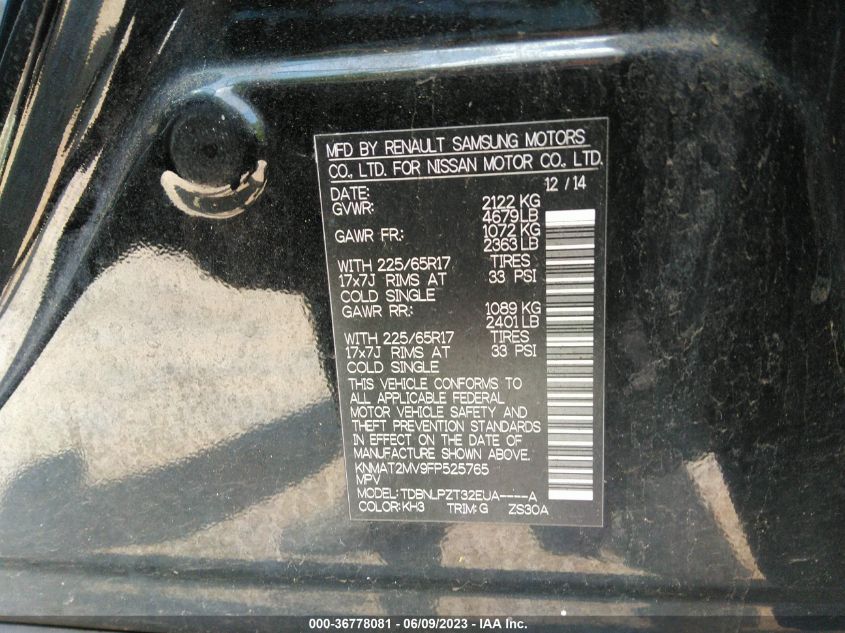 MFD BY RENAULT SAMSUNG MOTORS
CO., LTD. FOR NISSAN MOTOR CO., LTD.
DATE: 12 / 14
GVWR: 2122 KG
4679LB
GAWR FR.: 1072 KG
2363 LB
WITH 225/65R17 TIRES
17x7J RIMS AT 33 PSI
COLD SINGLE
GAWR RR.: 1089 KG
2401 LB
WITH 225/65R17 TIRES
17x7J RIMS AT 33 PSI
COLD SINGLE
THIS VEHICLE CONFORMS TO
ALL APPLICABLE FEDERAL
MOTOR VEHICLE SAFETY AND
THEFT PREVENTION STANDARDS
IN EFFECT ON THE DATE OF
MANUFACTURE SHOWN ABOVE.
KNMAT2MV9FP525765
MPV
MODEL: TDBNLPZT32EUA----A
COLOR: KH3 TRIM: G ZS30A
000-36778081 - 06/09/2023 - IAA Inc.